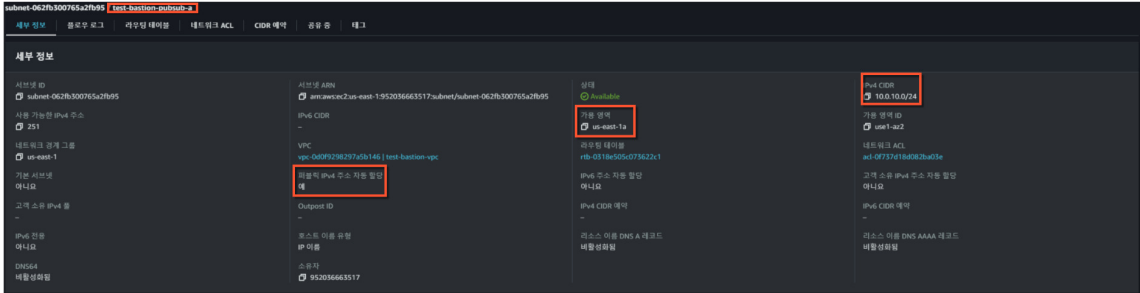 subnet-062fb300765a2fb95 test-bastion-pubsub-a
세부 정보 플로우 로그 라우팅 테이블 네트워크 ACL CIDR 예약 공유 중 태그
세부 정보
서브넷 ID 서브넷 ARN 상태 IPv4 CIDR
subnet-062fb300765a2fb95 arn:aws:ec2:us-east-1:952036663517:subnet/subnet-062fb300765a2fb95 Available 10.0.10.0/24
사용 가능한 IPv4 주소 IPv6 CIDR 가용 영역 가용 영역 ID
251 – us-east-1a use1-az2
네트워크 경계 그룹 VPC 라우팅 테이블 네트워크 ACL
us-east-1 vpc-0d0f9298297a5b146 | test-bastion-vpc rtb-0318e505c073622c1 acl-0f737d18d082ba03e
기본 서브넷 퍼블릭 IPv4 주소 자동 할당 IPv6 주소 자동 할당 고객 소유 IPv4 주소 자동 할당
아니요 예 아니요 아니요
고객 소유 IPv4 풀 Outpost ID IPv4 CIDR 예약 IPv6 CIDR 예약
– – – –
IPv6 전용 호스트 이름 유형 리소스 이름 DNS A 레코드 리소스 이름 DNS AAAA 레코드
아니요 IP 이름 비활성화됨 비활성화됨
DNS64 소유자
비활성화됨 952036663517